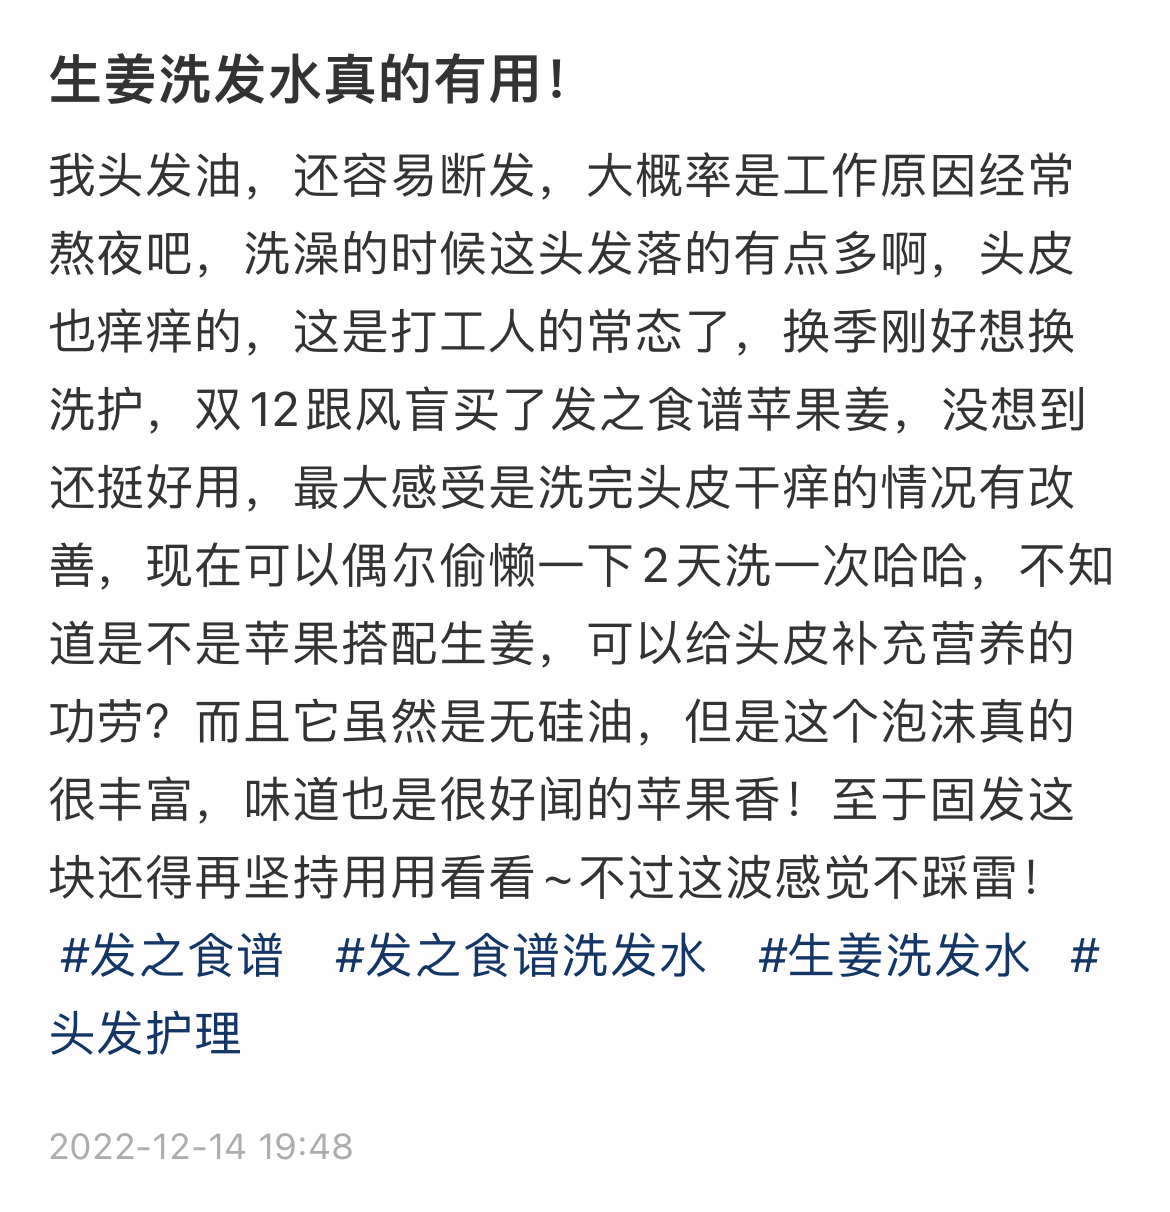 生姜洗发水真的有用！
我头发油，还容易断发，大概率是工作原因经常
熬夜吧，洗澡的时候这头发落的有点多啊，头皮
也痒痒的，这是打工人的常态了，换季刚好想换
洗护，双12跟风盲买了发之食谱苹果姜，没想到
还挺好用，最大感受是洗完头皮干痒的情况有改
善，现在可以偶尔偷懒一下2天洗一次哈哈，不知
道是不是苹果搭配生姜，可以给头皮补充营养的
功劳？而且它虽然是无硅油，但是这个泡沫真的
很丰富，味道也是很好闻的苹果香！至于固发这
块还得再坚持用用看看~不过这波感觉不踩雷！
#发之食谱 #发之食谱洗发水 #生姜洗发水 #
头发护理
2022-12-14 19:48